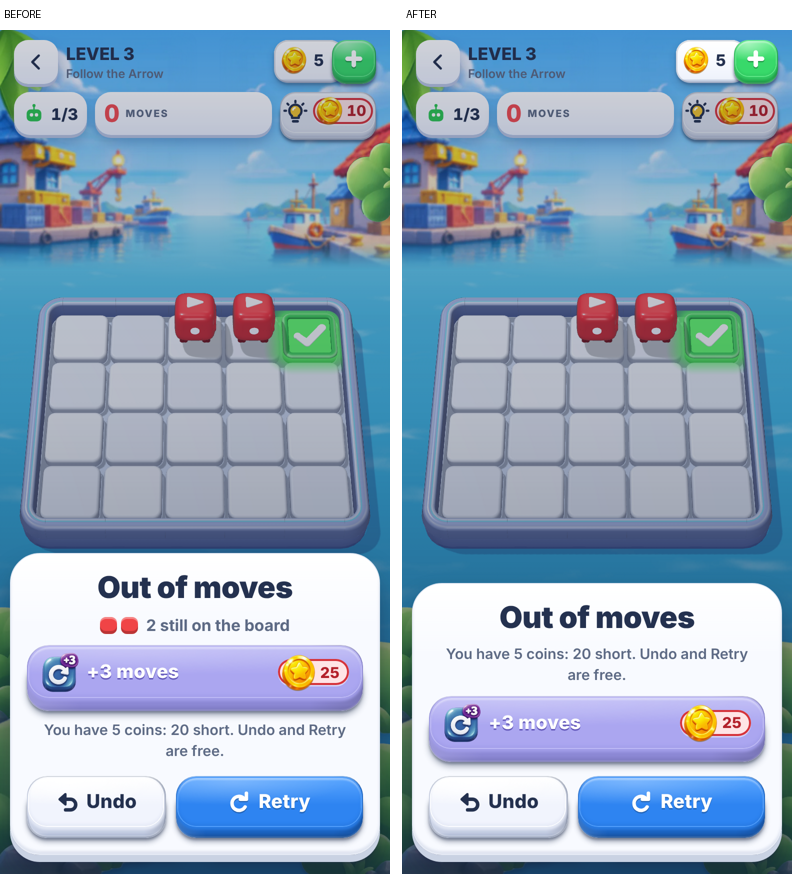 BEFORE
LEVEL 3
Follow the Arrow
5
1/3
0 MOVES
10
Out of moves
2 still on the board
+3
+3 moves
25
You have 5 coins: 20 short. Undo and Retry
are free.
Undo
Retry
AFTER
LEVEL 3
Follow the Arrow
5
1/3
0 MOVES
10
Out of moves
You have 5 coins: 20 short. Undo and Retry
are free.
+3
+3 moves
25
Undo
Retry